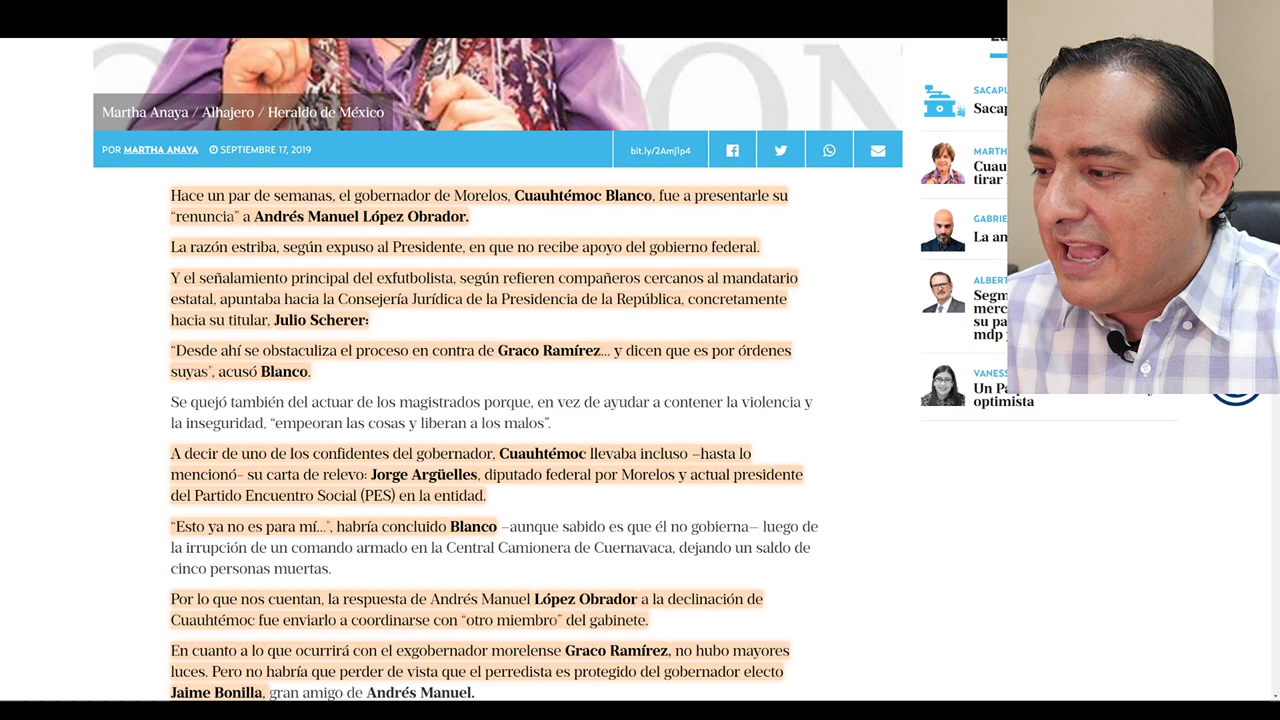 Martha Anaya / Alhajero / Heraldo de México
POR MARTHA ANAYA SEPTIEMBRE 17, 2019
bit.ly/2Amj1p4
Hace un par de semanas, el gobernador de Morelos, Cuauhtémoc Blanco, fue a presentarle su
“renuncia” a Andrés Manuel López Obrador.
La razón estriba, según expuso al Presidente, en que no recibe apoyo del gobierno federal.
Y el señalamiento principal del exfutbolista, según refieren compañeros cercanos al mandatario
estatal, apuntaba hacia la Consejería Jurídica de la Presidencia de la República, concretamente
hacia su titular, Julio Scherer:
“Desde ahí se obstaculiza el proceso en contra de Graco Ramírez... y dicen que es por órdenes
suyas”, acusó Blanco.
Se quejó también del actuar de los magistrados porque, en vez de ayudar a contener la violencia y
la inseguridad, “empeoran las cosas y liberan a los malos”.
A decir de uno de los confidentes del gobernador, Cuauhtémoc llevaba incluso –hasta lo
mencionó– su carta de relevo: Jorge Argüelles, diputado federal por Morelos y actual presidente
del Partido Encuentro Social (PES) en la entidad.
“Esto ya no es para mí...”, habría concluido Blanco –aunque sabido es que él no gobierna– luego de
la irrupción de un comando armado en la Central Camionera de Cuernavaca, dejando un saldo de
cinco personas muertas.
Por lo que nos cuentan, la respuesta de Andrés Manuel López Obrador a la declinación de
Cuauhtémoc fue enviarlo a coordinarse con “otro miembro” del gabinete.
En cuanto a lo que ocurrirá con el exgobernador morelense Graco Ramírez, no hubo mayores
luces. Pero no habría que perder de vista que el perredista es protegido del gobernador electo
Jaime Bonilla, gran amigo de Andrés Manuel.
SACAPU
Sacap
MARTH
Cuau
tirar
GABRIE
La an
ALBERT
Segm
merc
su pa
mdp
VANESS
Un Pa
optimista